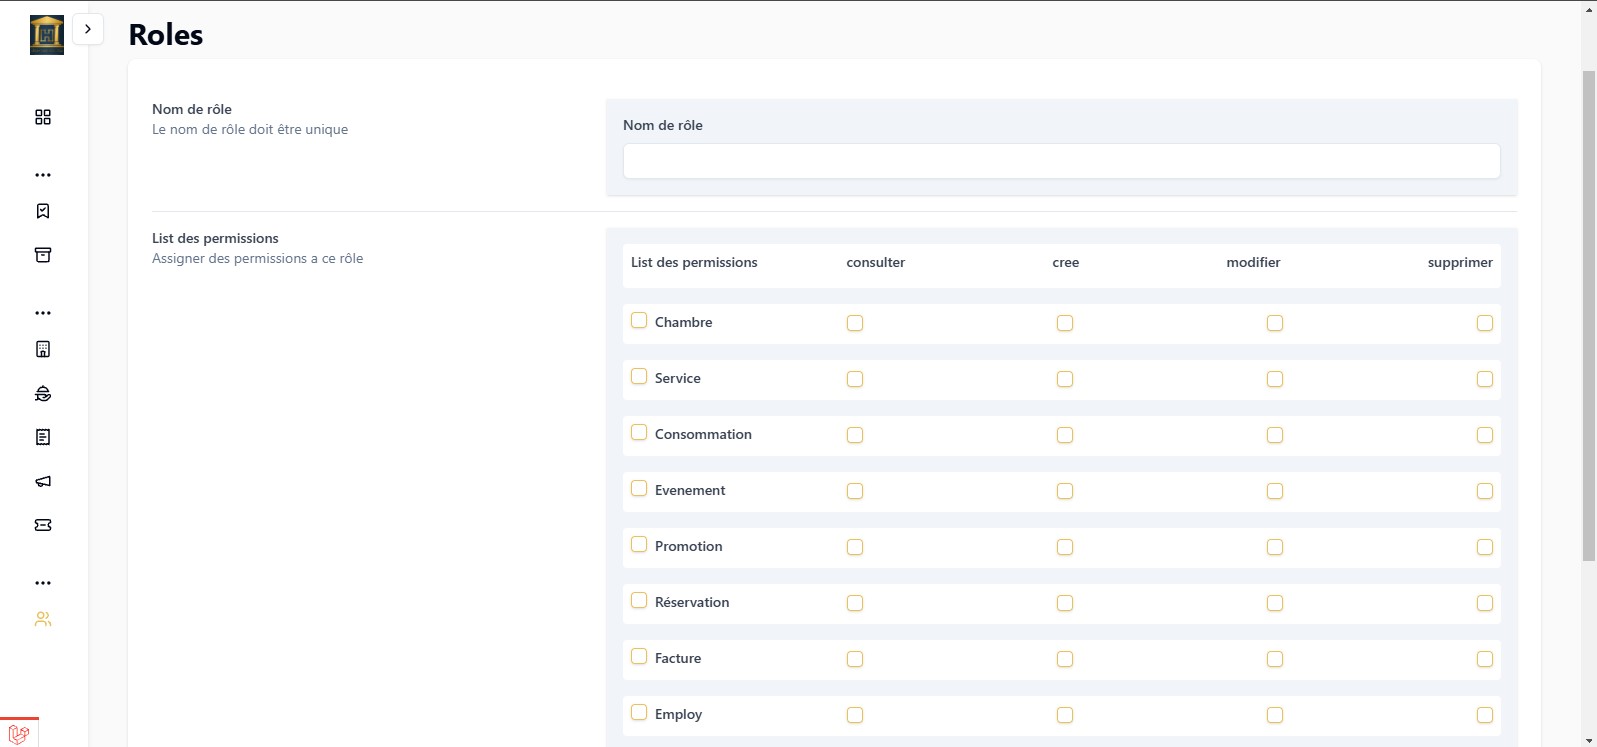 Roles
Nom de rôle
Le nom de rôle doit être unique
Nom de rôle
List des permissions
Assigner des permissions a ce rôle
List des permissions consulter cree modifier supprimer
Chambre
Service
Consommation
Evenement
Promotion
Réservation
Facture
Employ